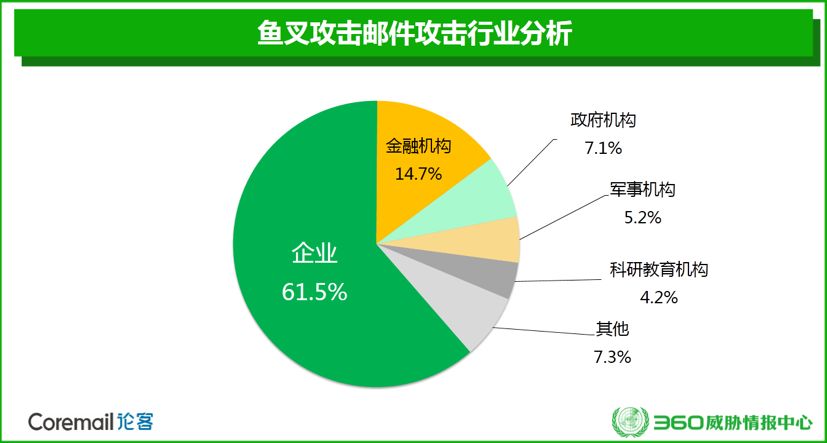 鱼叉攻击邮件攻击行业分析
金融机构
14.7%
政府机构
7.1%
军事机构
5.2%
企业
61.5%
科研教育机构
4.2%
其他
7.3%
Coremail论客
360威胁情报中心